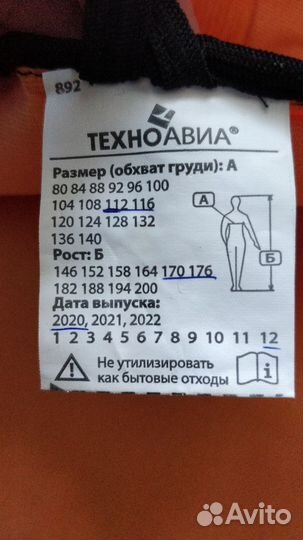 892
ТЕХНОАВИА®
Размер (обхват груди): А
80 84 88 92 96 100
104 108 112 116
120 124 128 132
136 140
Рост: Б
146 152 158 164 170 176
182 188 194 200
Дата выпуска:
2020, 2021, 2022
1 2 3 4 5 6 7 8 9 10 11 12
А
Б
Не утилизировать
как бытовые отходы
Avito